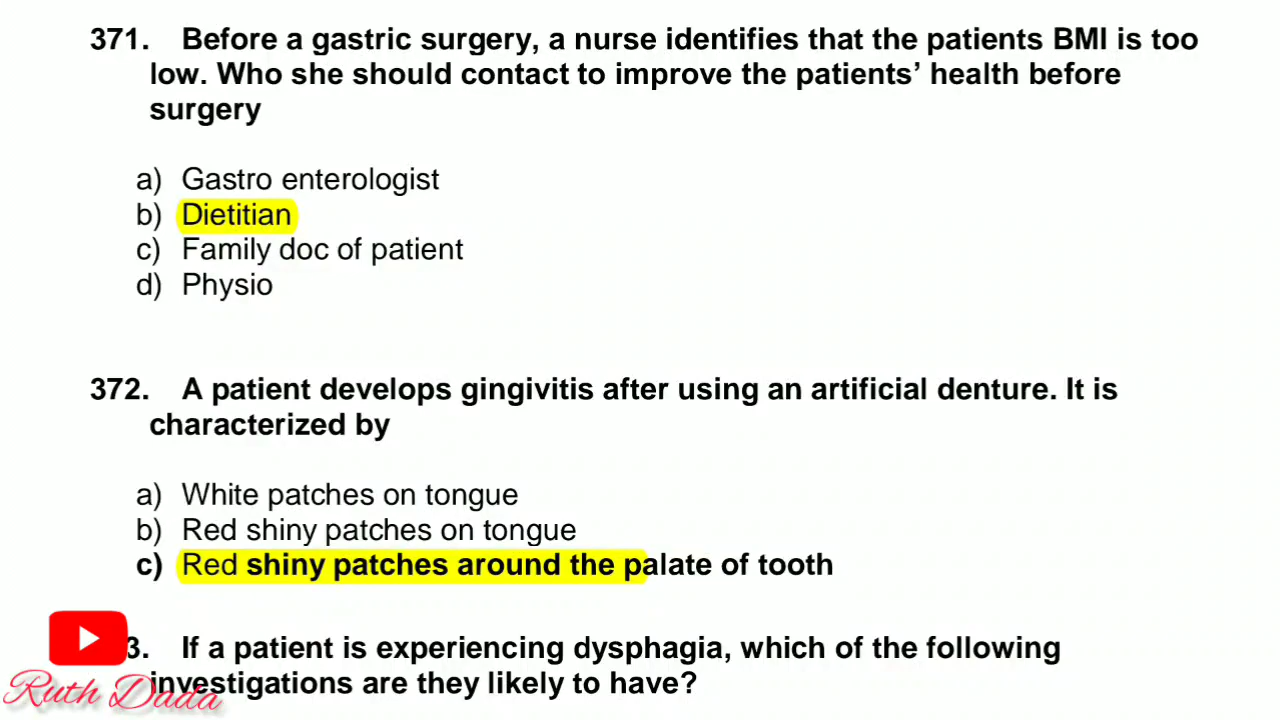 371. Before a gastric surgery, a nurse identifies that the patients BMI is too
low. Who she should contact to improve the patients’ health before
surgery
a) Gastro enterologist
b) Dietitian
c) Family doc of patient
d) Physio
372. A patient develops gingivitis after using an artificial denture. It is
characterized by
a) White patches on tongue
b) Red shiny patches on tongue
c) Red shiny patches around the palate of tooth
3. If a patient is experiencing dysphagia, which of the following
investigations are they likely to have?
Ruth Dada